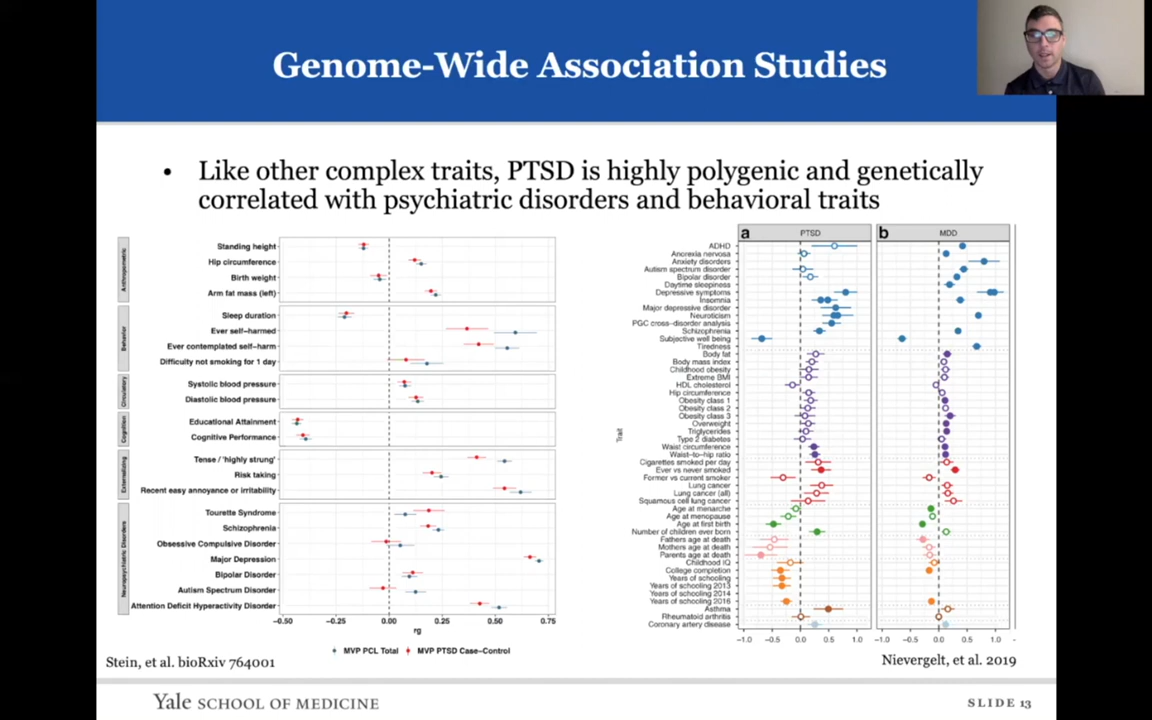 Genome-Wide Association Studies
• Like other complex traits, PTSD is highly polygenic and genetically
correlated with psychiatric disorders and behavioral traits
Anthropometric
Standing height
Hip circumference
Birth weight
Arm fat mass (left)
Behavior
Sleep duration
Ever self-harmed
Ever contemplated self-harm
Difficulty not smoking for 1 day
Circulatory
Systolic blood pressure
Diastolic blood pressure
Cognition
Educational Attainment
Cognitive Performance
Externalizing
Tense / 'highly strung'
Risk taking
Recent easy annoyance or irritability
Neuropsychiatric Disorders
Tourette Syndrome
Schizophrenia
Obsessive Compulsive Disorder
Major Depression
Bipolar Disorder
Autism Spectrum Disorder
Attention Deficit Hyperactivity Disorder
-0.50 -0.25 0.00 0.25 0.50 0.75
rg
MVP PCL Total MVP PTSD Case-Control
Stein, et al. bioRxiv 764001
a PTSD b MDD
Trait
ADHD
Anorexia nervosa
Anxiety disorders
Autism spectrum disorder
Bipolar disorder
Daytime sleepiness
Depressive symptoms
Insomnia
Major depressive disorder
Neuroticism
PGC cross-disorder analysis
Schizophrenia
Subjective well being
Tiredness
Body fat
Body mass index
Childhood obesity
Extreme BMI
HDL cholesterol
Hip circumference
Obesity class 1
Obesity class 2
Obesity class 3
Overweight
Triglycerides
Type 2 diabetes
Waist circumference
Waist-to-hip ratio
Cigarettes smoked per day
Ever vs never smoked
Former vs current smoker
Lung cancer
Lung cancer (all)
Squamous cell lung cancer
Age at menarche
Age at menopause
Age at first birth
Number of children ever born
Fathers age at death
Mothers age at death
Parents age at death
Childhood IQ
College completion
Years of schooling
Years of schooling 2013
Years of schooling 2014
Years of schooling 2016
Asthma
Rheumatoid arthritis
Coronary artery disease
-1.0 -0.5 0.0 0.5 1.0 -1.0 -0.5 0.0 0.5 1.0
Nievergelt, et al. 2019
Yale SCHOOL OF MEDICINE
SLIDE 13